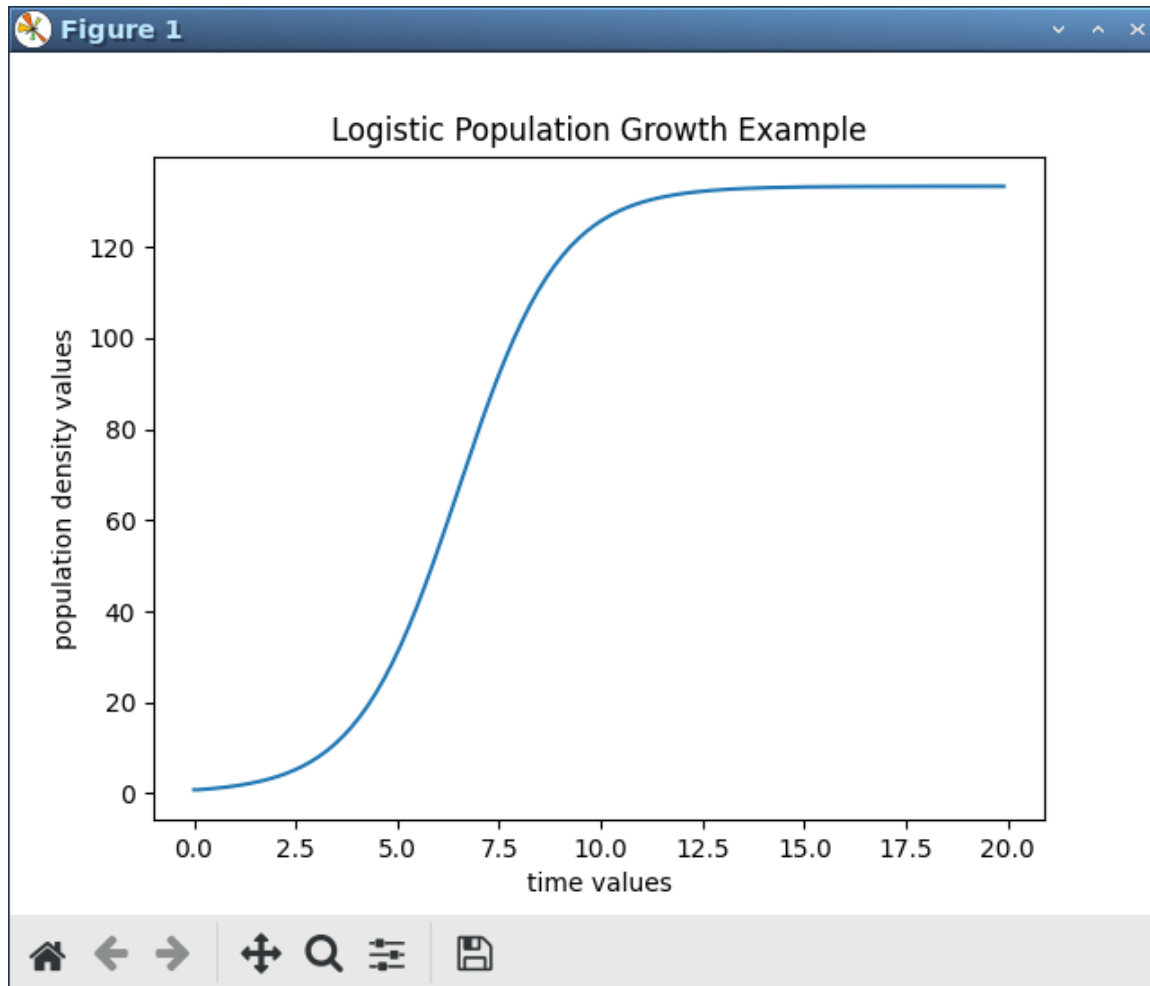 Figure 1
Logistic Population Growth Example
population density values
120
100
80
60
40
20
0
0.0 2.5 5.0 7.5 10.0 12.5 15.0 17.5 20.0
time values